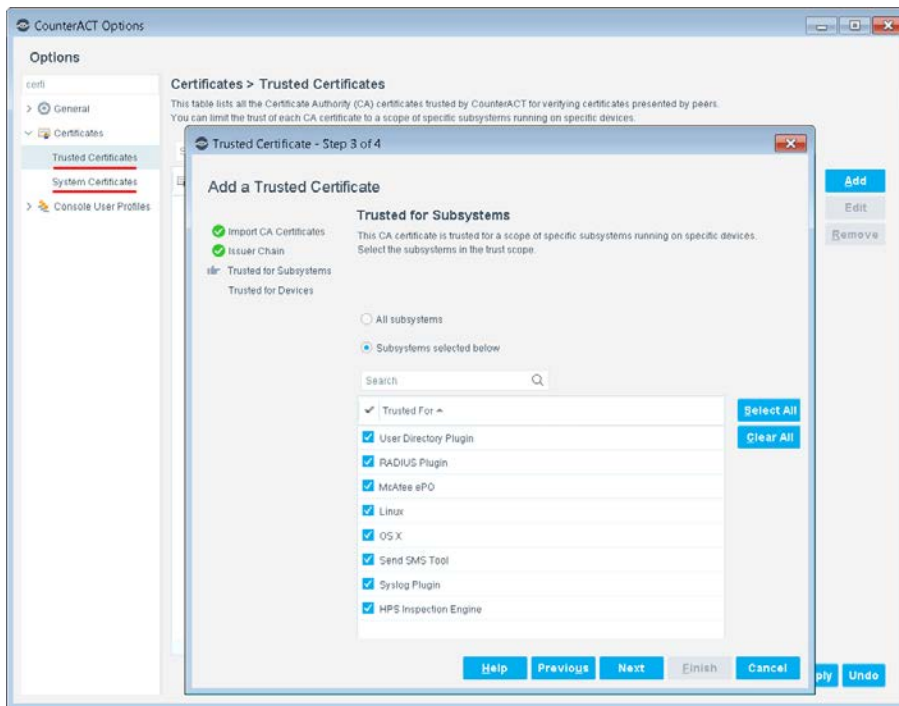 CounterACT Options
Options
certi
General
Certificates
Trusted Certificates
System Certificates
Console User Profiles
Certificates > Trusted Certificates
This table lists all the Certificate Authority (CA) certificates trusted by CounterACT for verifying certificates presented by peers.
You can limit the trust of each CA certificate to a scope of specific subsystems running on specific devices.
Add
Edit
Remove
Trusted Certificate - Step 3 of 4
Add a Trusted Certificate
Import CA Certificates
Issuer Chain
Trusted for Subsystems
Trusted for Devices
Trusted for Subsystems
This CA certificate is trusted for a scope of specific subsystems running on specific devices.
Select the subsystems in the trust scope.
All subsystems
Subsystems selected below
Search
Trusted For
Select All
Clear All
User Directory Plugin
RADIUS Plugin
McAfee ePO
Linux
OS X
Send SMS Tool
Syslog Plugin
HPS Inspection Engine
Help Previous Next Finish Cancel
ply Undo